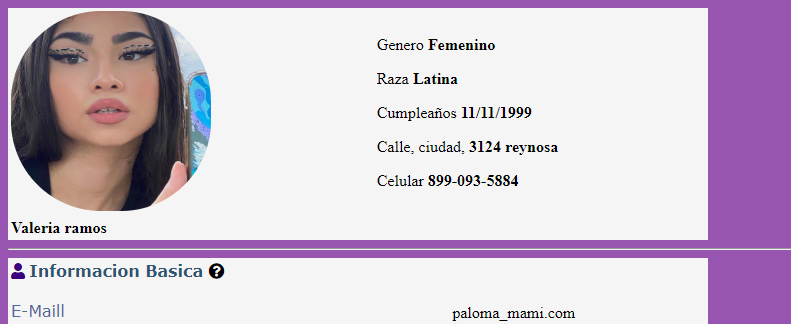 Genero Femenino
Raza Latina
Cumpleaños 11/11/1999
Calle, ciudad, 3124 reynosa
Celular 899-093-5884
Valeria ramos
Informacion Basica ?
E-Maill paloma_mami.com